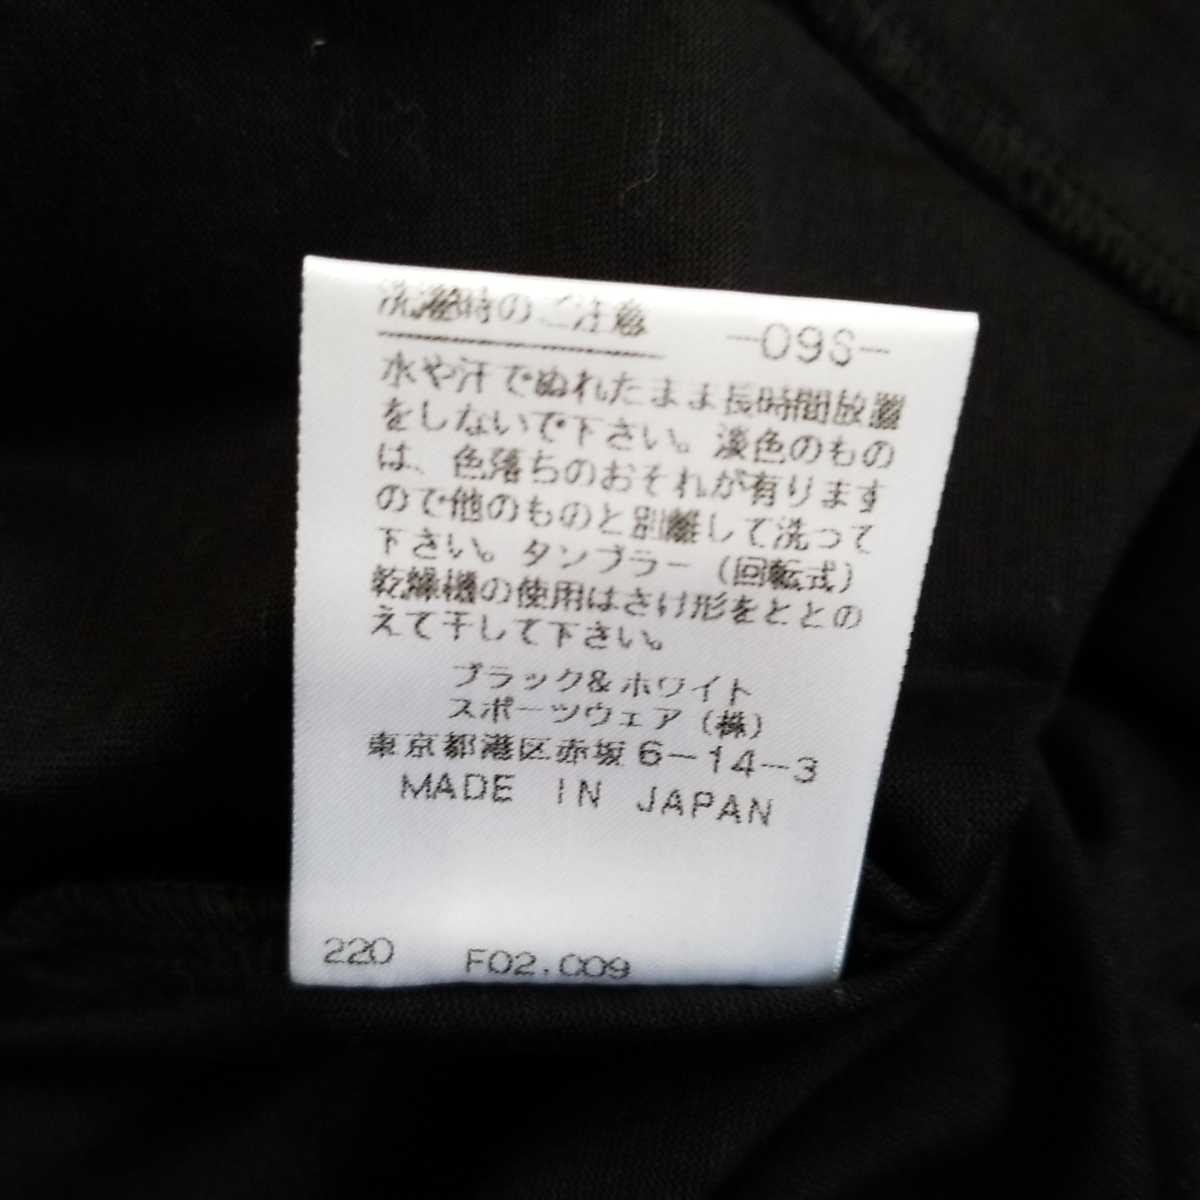 洗濯時のご注意 -09S-
水や汗でぬれたまま長時間放置
をしないで下さい。淡色のもの
は、色落ちのおそれが有ります
ので他のものと別離して洗って
下さい。タンブラー(回転式)
乾燥機の使用はさけ形をととの
えて干して下さい。
ブラック&ホワイト
スポーツウェア(株)
東京都港区赤坂6-14-3
MADE IN JAPAN
220 F02.009